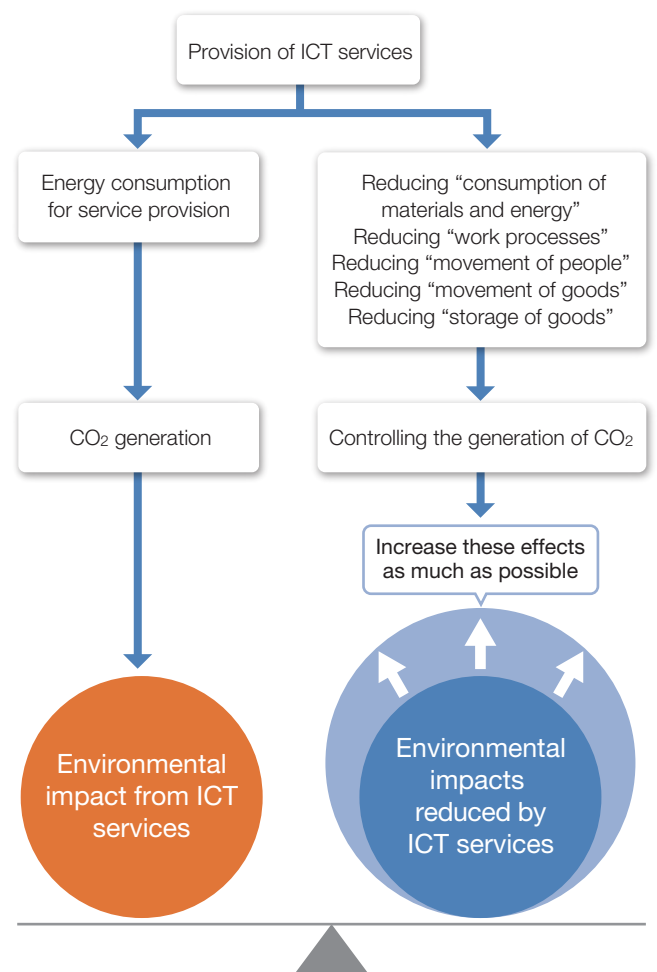 Provision of ICT services
Energy consumption
for service provision
Reducing “consumption of
materials and energy”
Reducing “work processes”
Reducing “movement of people”
Reducing “movement of goods”
Reducing “storage of goods”
CO₂ generation
Controlling the generation of CO₂
Increase these effects
as much as possible
Environmental
impact from ICT
services
Environmental
impacts
reduced by
ICT services